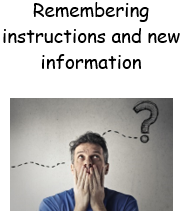 Remembering
instructions and new
information